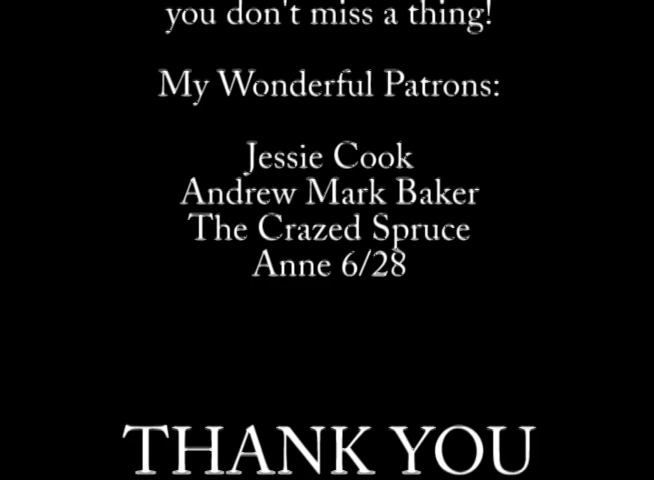 you don't miss a thing!
My Wonderful Patrons:
Jessie Cook
Andrew Mark Baker
The Crazed Spruce
Anne 6/28
THANK YOU